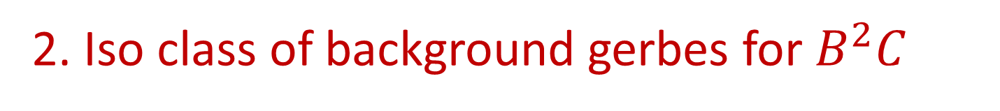 2. Iso class of background gerbes for 𝐵²𝐶